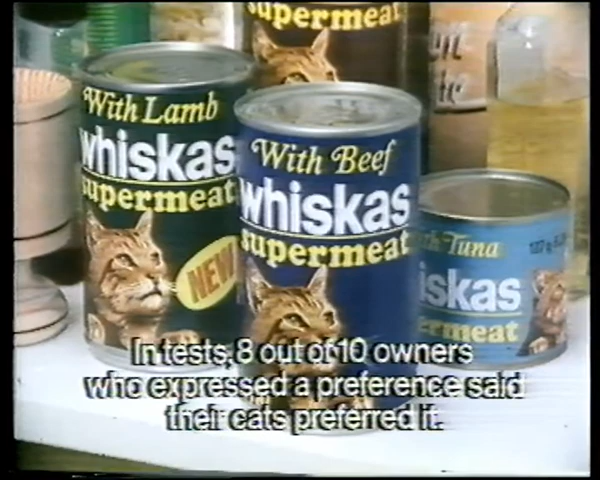 supermeat
With Lamb
whiskas
supermeat
NEW
With Beef
whiskas
supermeat
th Tuna
iskas
ermeat
In tests, 8 out of 10 owners
who expressed a preference said
their cats preferred it.